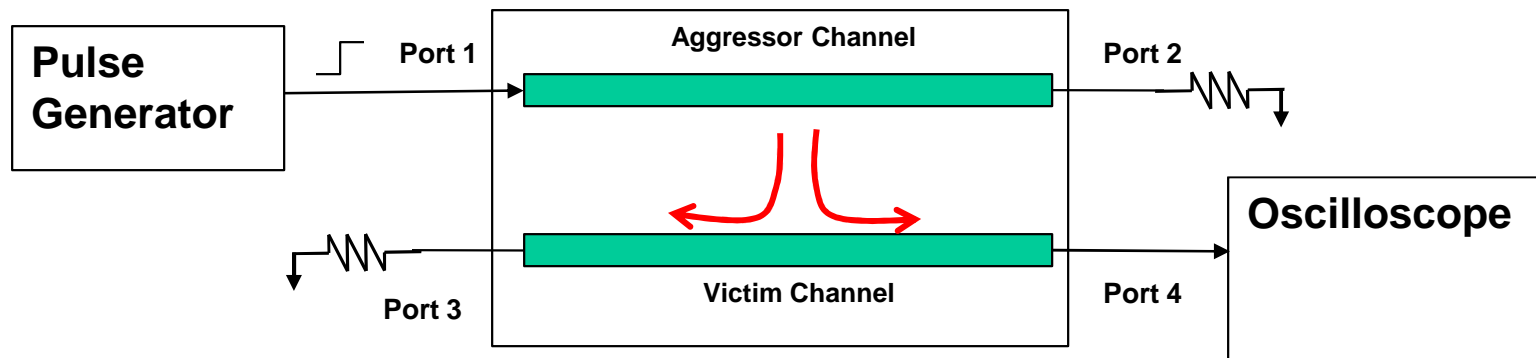 Pulse
Generator
Port 1
Aggressor Channel
Port 2
Oscilloscope
Port 3
Victim Channel
Port 4